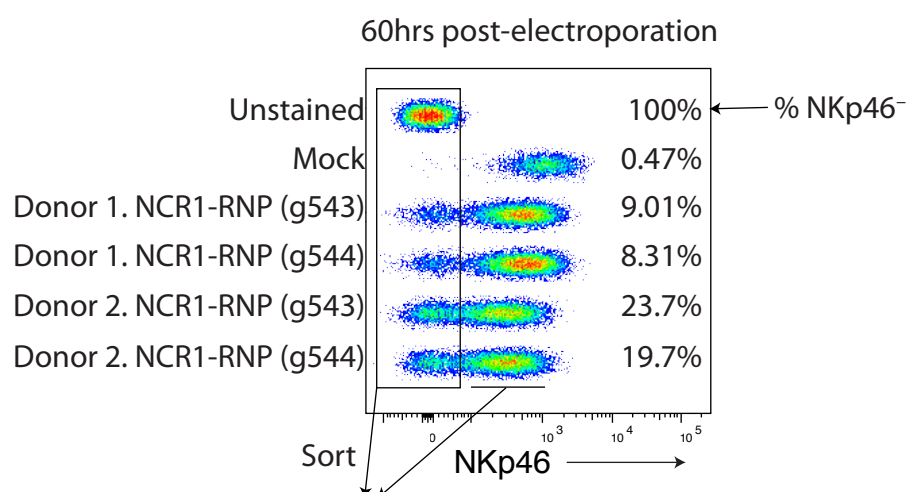 60hrs post-electroporation
Unstained 100% % NKp46⁻
Mock 0.47%
Donor 1. NCR1-RNP (g543) 9.01%
Donor 1. NCR1-RNP (g544) 8.31%
Donor 2. NCR1-RNP (g543) 23.7%
Donor 2. NCR1-RNP (g544) 19.7%
0 10³ 10⁴ 10⁵
Sort NKp46